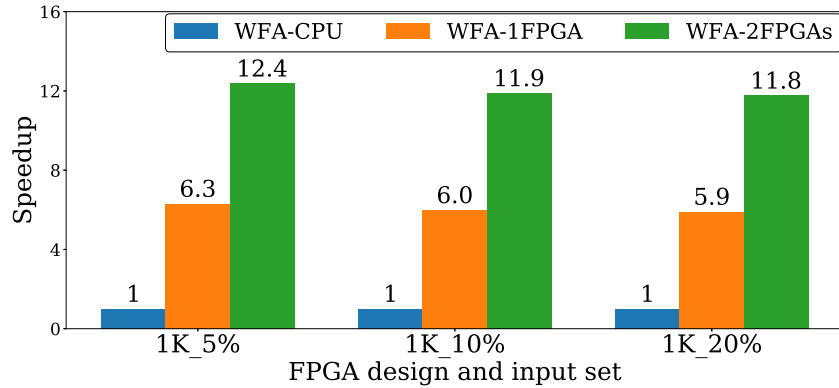 WFA-CPU WFA-1FPGA WFA-2FPGAs
16
12
8
4
0
Speedup
1 6.3 12.4
1 6.0 11.9
1 5.9 11.8
1K_5% 1K_10% 1K_20%
FPGA design and input set